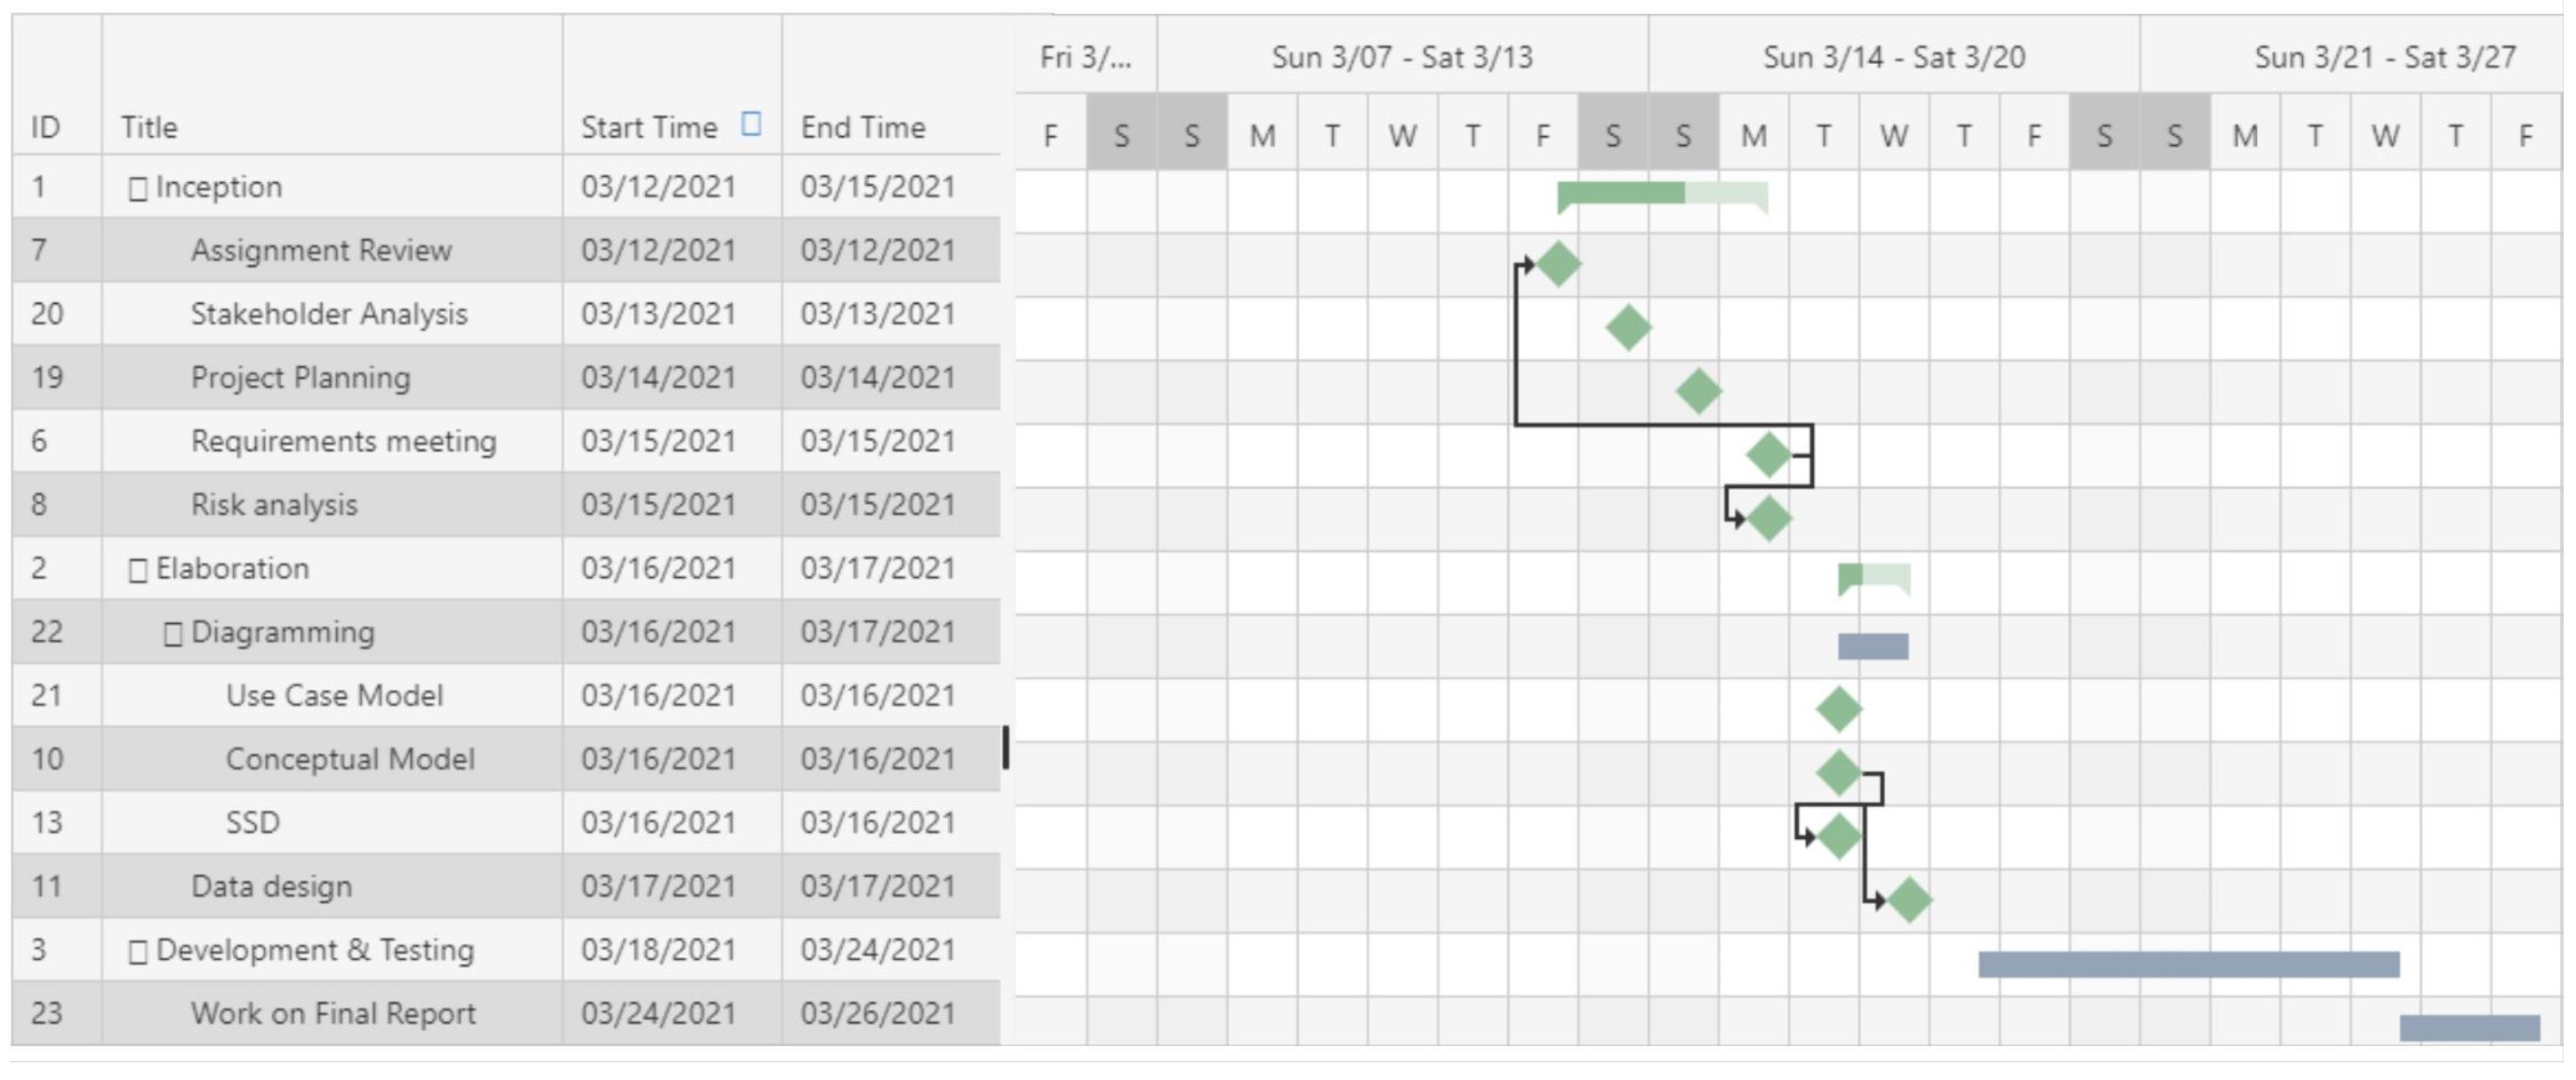 Fri 3/... Sun 3/07 - Sat 3/13 Sun 3/14 - Sat 3/20 Sun 3/21 - Sat 3/27
ID Title Start Time End Time F S S M T W T F S S M T W T F S S M T W T F
1 Inception 03/12/2021 03/15/2021
7 Assignment Review 03/12/2021 03/12/2021
20 Stakeholder Analysis 03/13/2021 03/13/2021
19 Project Planning 03/14/2021 03/14/2021
6 Requirements meeting 03/15/2021 03/15/2021
8 Risk analysis 03/15/2021 03/15/2021
2 Elaboration 03/16/2021 03/17/2021
22 Diagramming 03/16/2021 03/17/2021
21 Use Case Model 03/16/2021 03/16/2021
10 Conceptual Model 03/16/2021 03/16/2021
13 SSD 03/16/2021 03/16/2021
11 Data design 03/17/2021 03/17/2021
3 Development & Testing 03/18/2021 03/24/2021
23 Work on Final Report 03/24/2021 03/26/2021